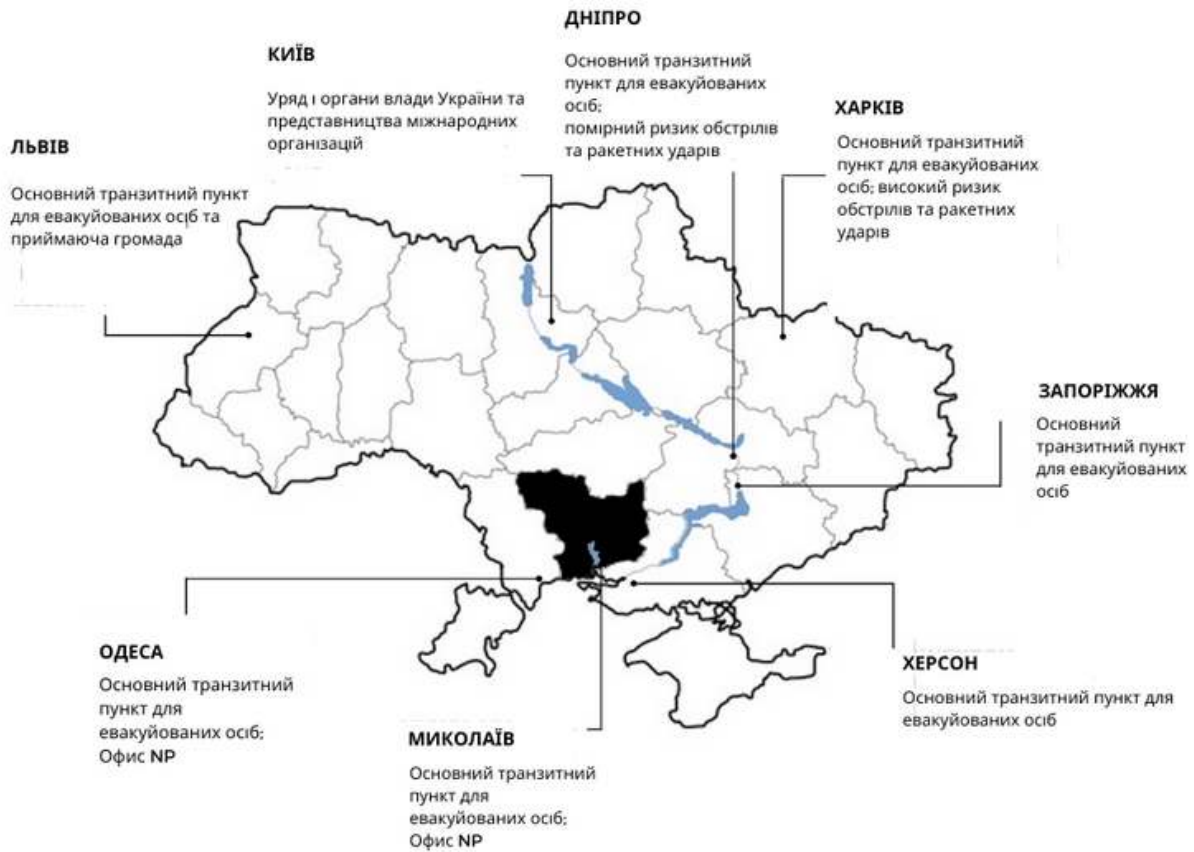 ДНІПРО
Основний транзитний
пункт для евакуйованих
осіб;
помірний ризик обстрілів
та ракетних ударів
КИЇВ
Уряд і органи влади України та
представництва міжнародних
організацій
ХАРКІВ
Основний транзитний
пункт для евакуйованих
осіб; високий ризик
обстрілів та ракетних
ударів
ЛЬВІВ
Основний транзитний пункт
для евакуйованих осіб та
приймаюча громада
ЗАПОРІЖЖЯ
Основний
транзитний пункт
для евакуйованих
осіб
ОДЕСА
Основний транзитний
пункт для
евакуйованих осіб;
Офис NP
ХЕРСОН
Основний транзитний пункт для
евакуйованих осіб
МИКОЛАЇВ
Основний транзитний
пункт для
евакуйованих осіб;
Офис NP